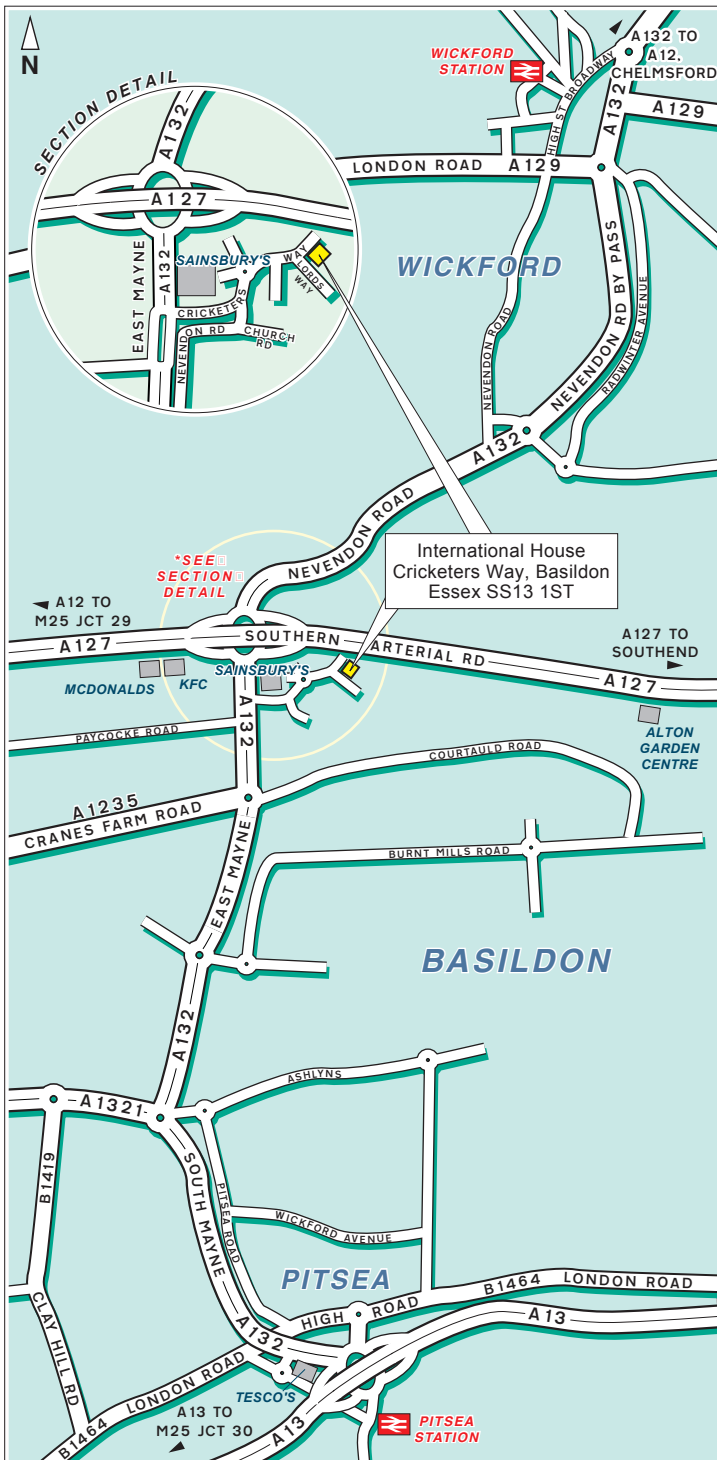 N
WICKFORD
STATION
A132 TO
A12,
CHELMSFORD
HIGH ST BROADWAY
A132
A129
LONDON ROAD A129
SECTION DETAIL
A132
A127
EAST MAYNE
A132
SAINSBURY'S
WAY
LORDS
WAY
CRICKETERS
NEVENDON RD
CHURCH
RD
WICKFORD
NEVENDON ROAD
NEVENDON RD BY PASS
RADWINTER AVENUE
A132
NEVENDON ROAD
*SEE
SECTION
DETAIL
International House
Cricketers Way, Basildon
Essex SS13 1ST
A12 TO
M25 JCT 29
A127
SOUTHERN ARTERIAL RD
A127 TO
SOUTHEND
A127
MCDONALDS
KFC
SAINSBURY'S
ALTON
GARDEN
CENTRE
PAYCOCKE ROAD
A132
COURTAULD ROAD
A1235
CRANES FARM ROAD
BURNT MILLS ROAD
EAST MAYNE
BASILDON
A132
ASHLYNS
A1321
B1419
SOUTH MAYNE
PITSEA ROAD
WICKFORD AVENUE
PITSEA
B1464 LONDON ROAD
HIGH ROAD
A13
CLAY HILL RD
A132
LONDON ROAD
B1464
TESCO'S
A13 TO
M25 JCT 30
A13
PITSEA
STATION